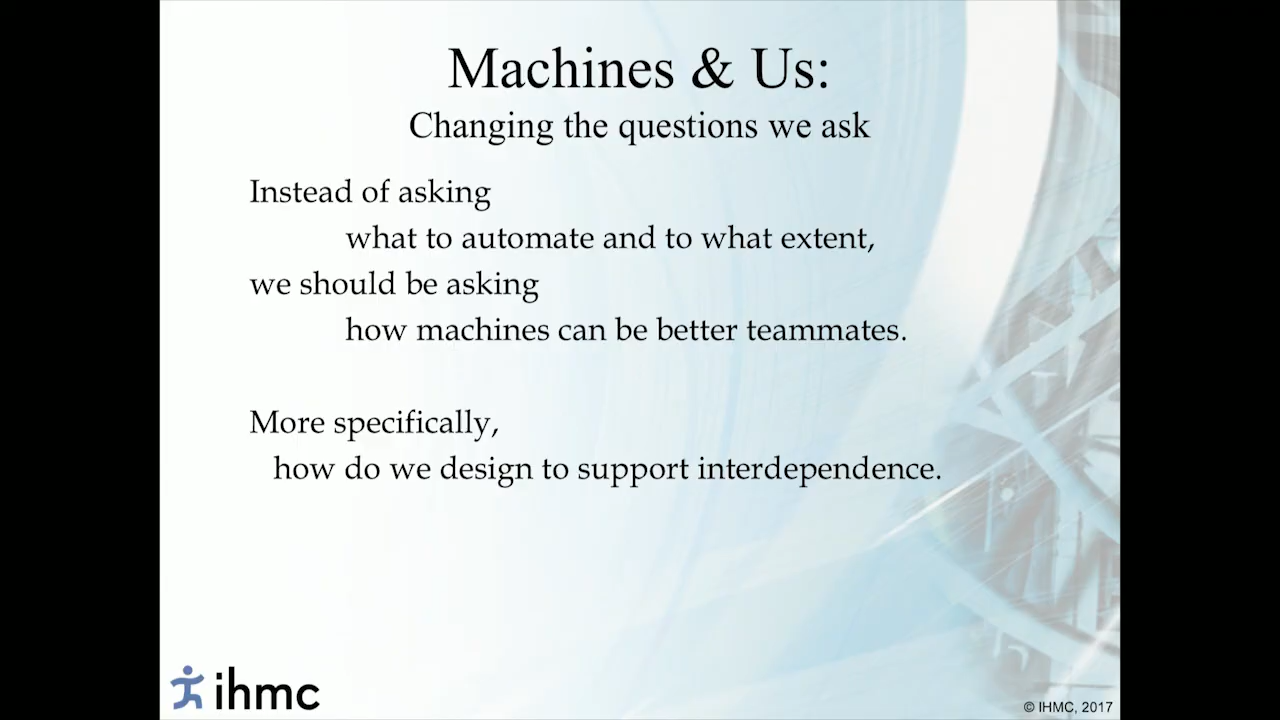 Machines & Us:
Changing the questions we ask
Instead of asking
what to automate and to what extent,
we should be asking
how machines can be better teammates.
More specifically,
how do we design to support interdependence.
ihmc
© IHMC, 2017